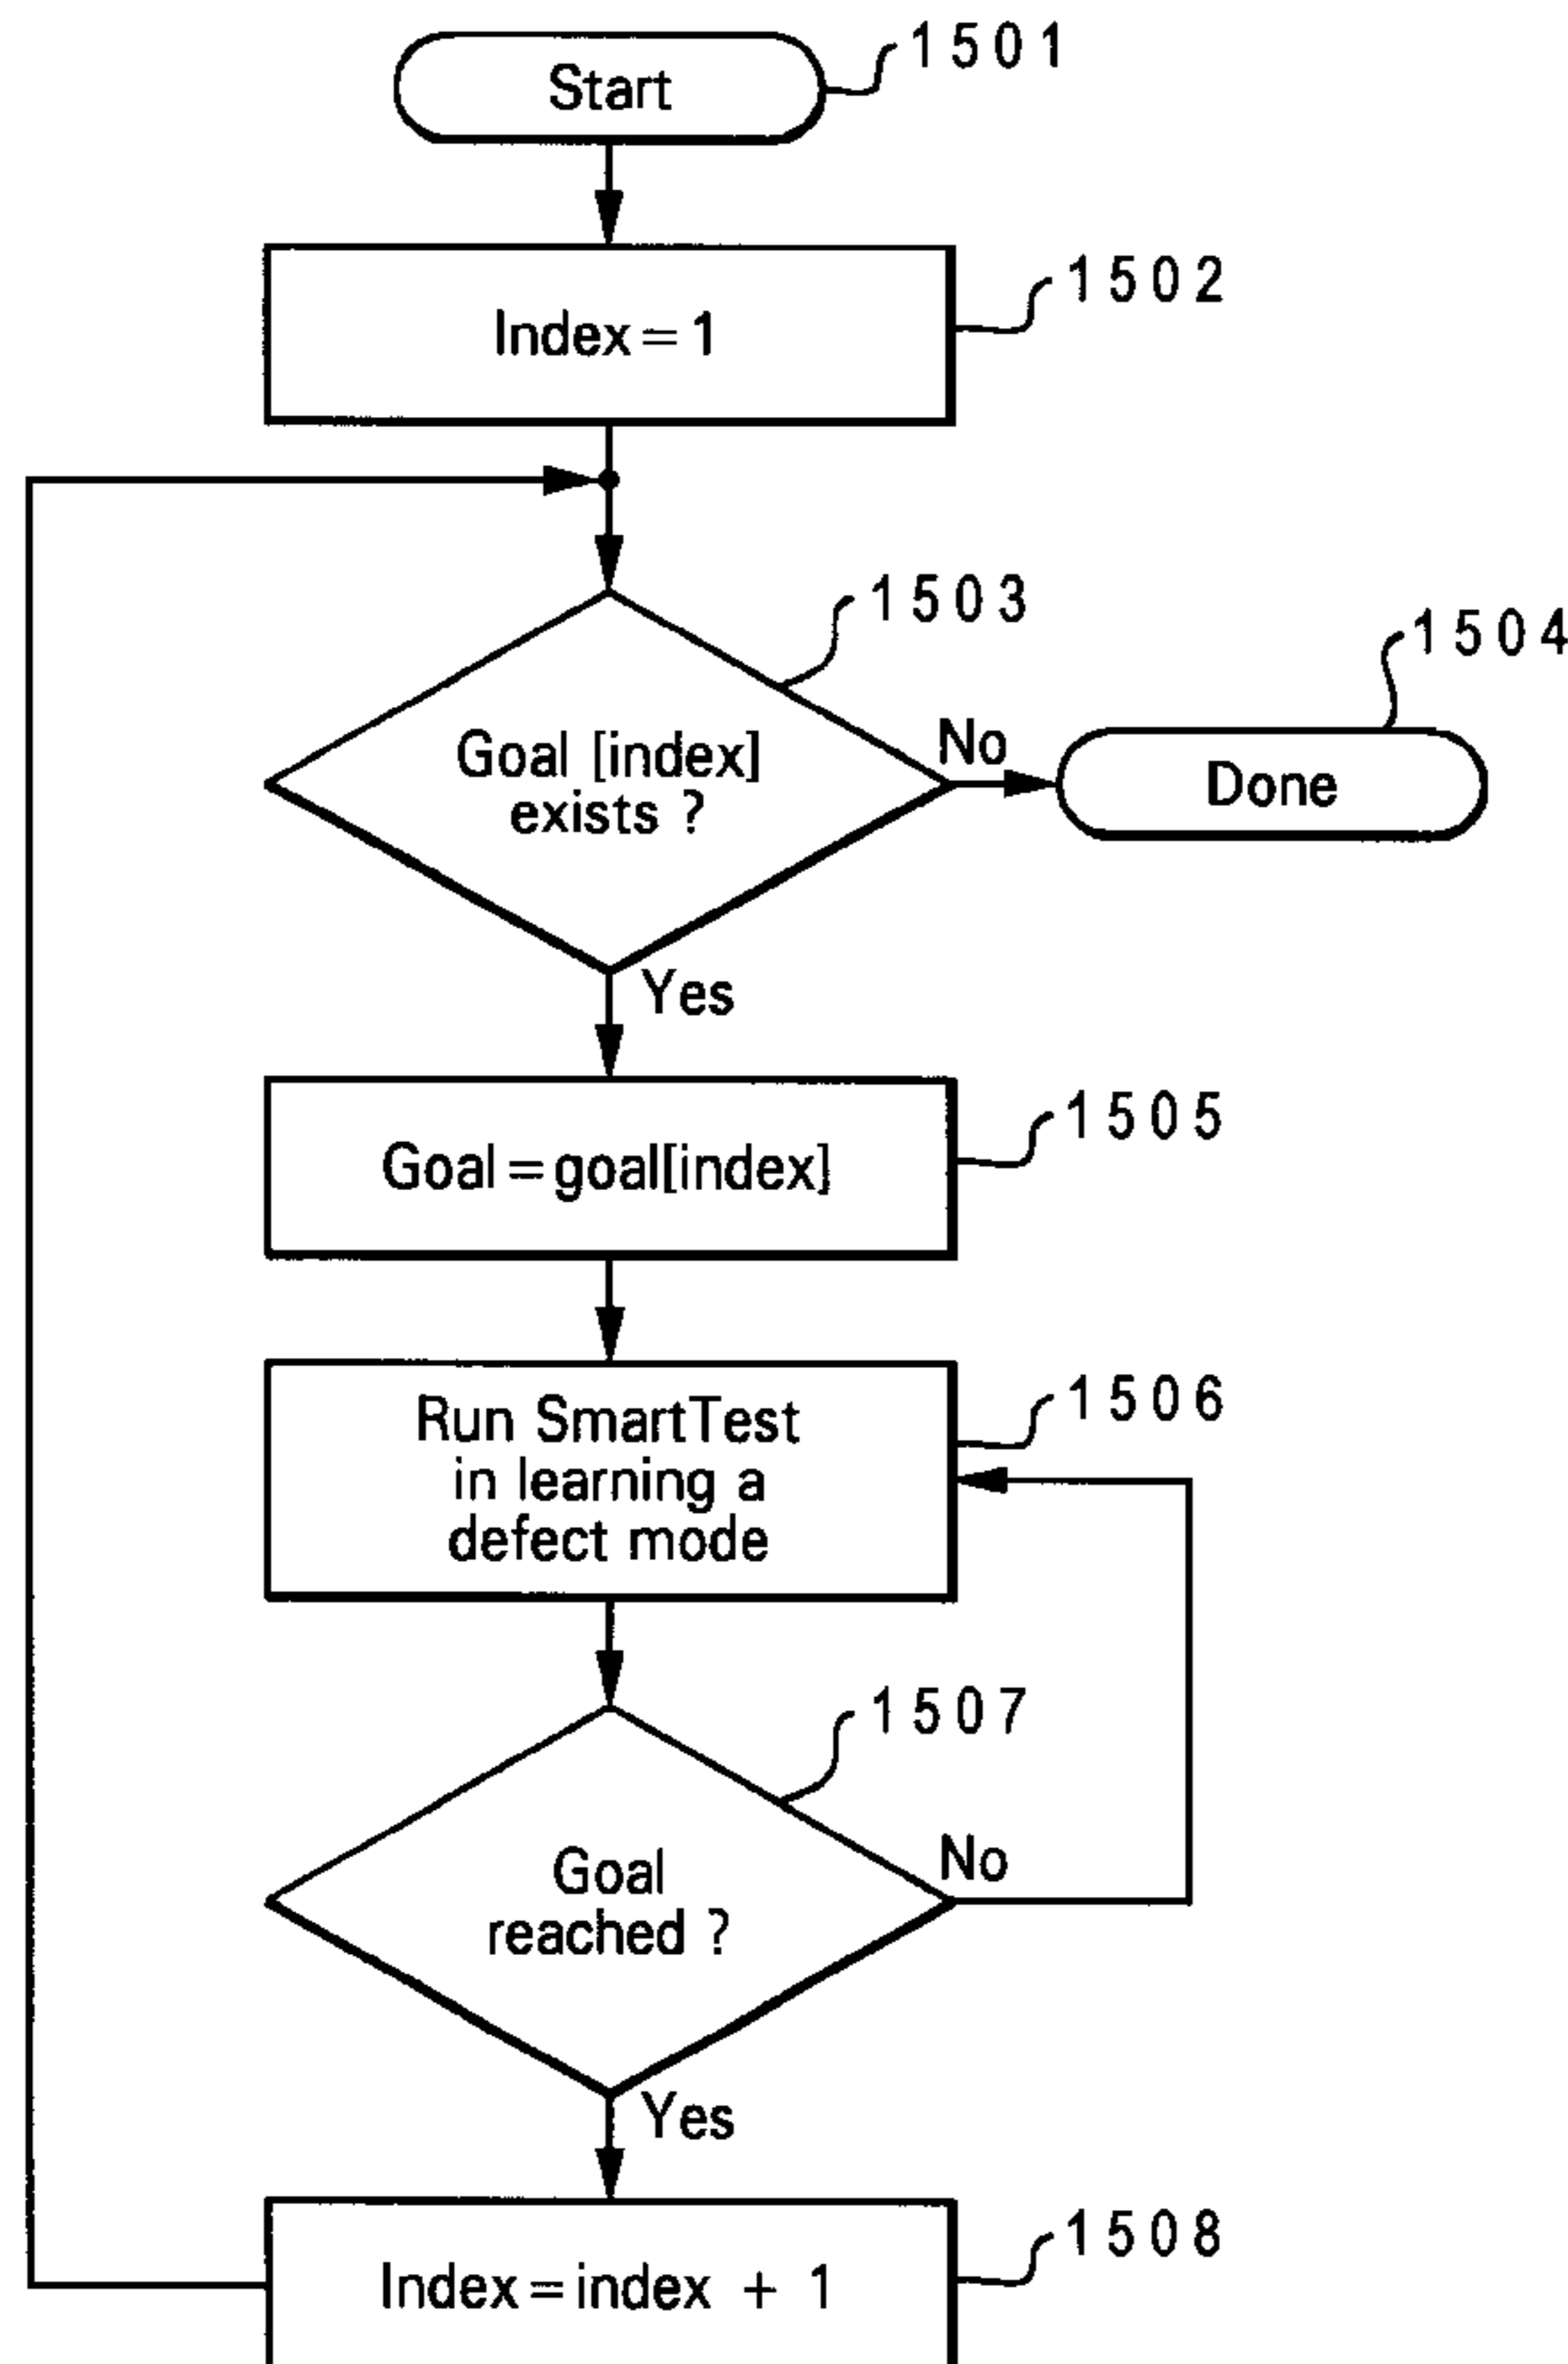 Start
1501
Index=1
1502
Goal [index]
exists ?
1503
No
Done
1504
Yes
Goal=goal[index]
1505
Run SmartTest
in learning a
defect mode
1506
Goal
reached ?
1507
No
Yes
Index=index + 1
1508